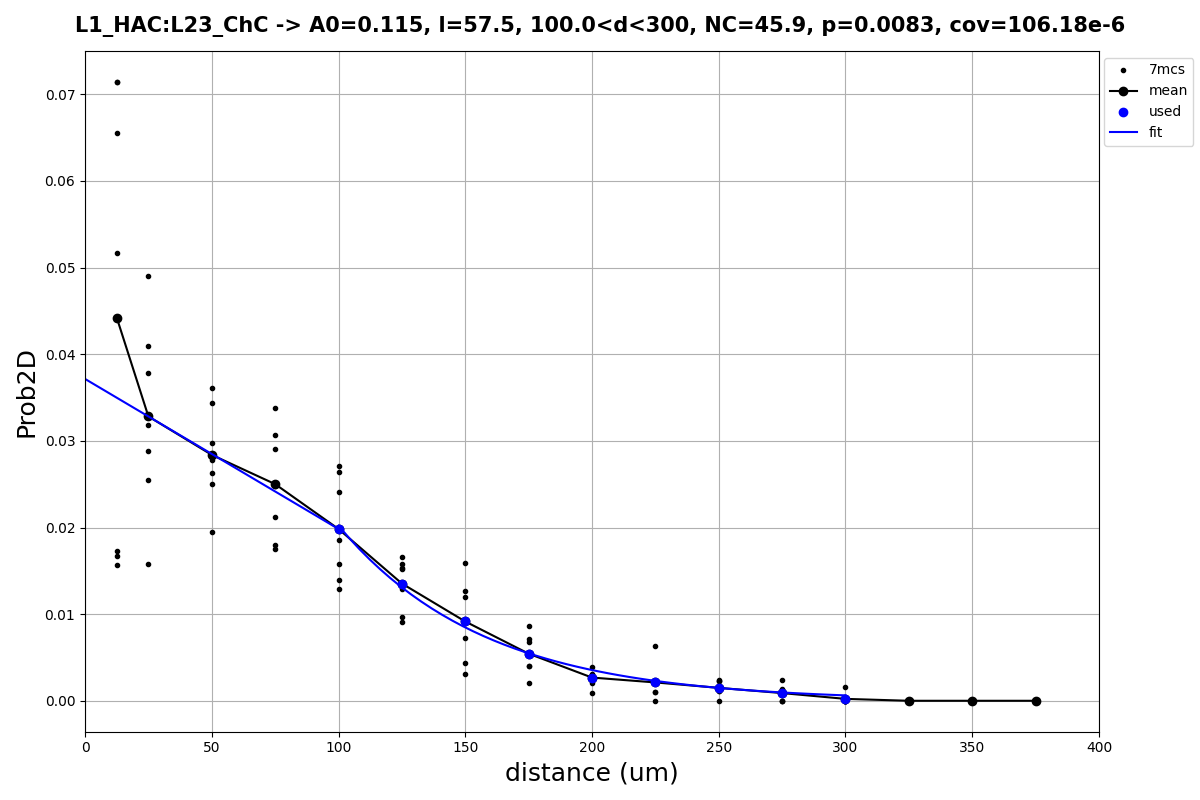 L1_HAC:L23_ChC -> A0=0.115, l=57.5, 100.0<d<300, NC=45.9, p=0.0083, cov=106.18e-6
7mcs
mean
used
fit
0.07
0.06
0.05
0.04
0.03
0.02
0.01
0.00
Prob2D
0 50 100 150 200 250 300 350 400
distance (um)